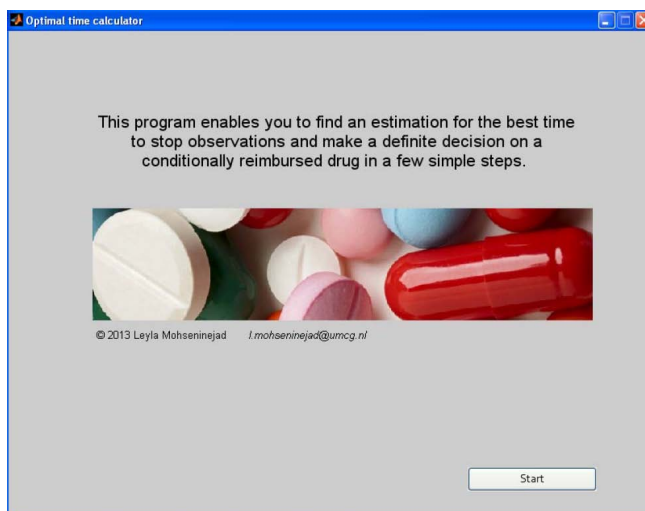 Optimal time calculator
This program enables you to find an estimation for the best time
to stop observations and make a definite decision on a
conditionally reimbursed drug in a few simple steps.
© 2013 Leyla Mohseninejad l.mohseninejad@umcg.nl
Start